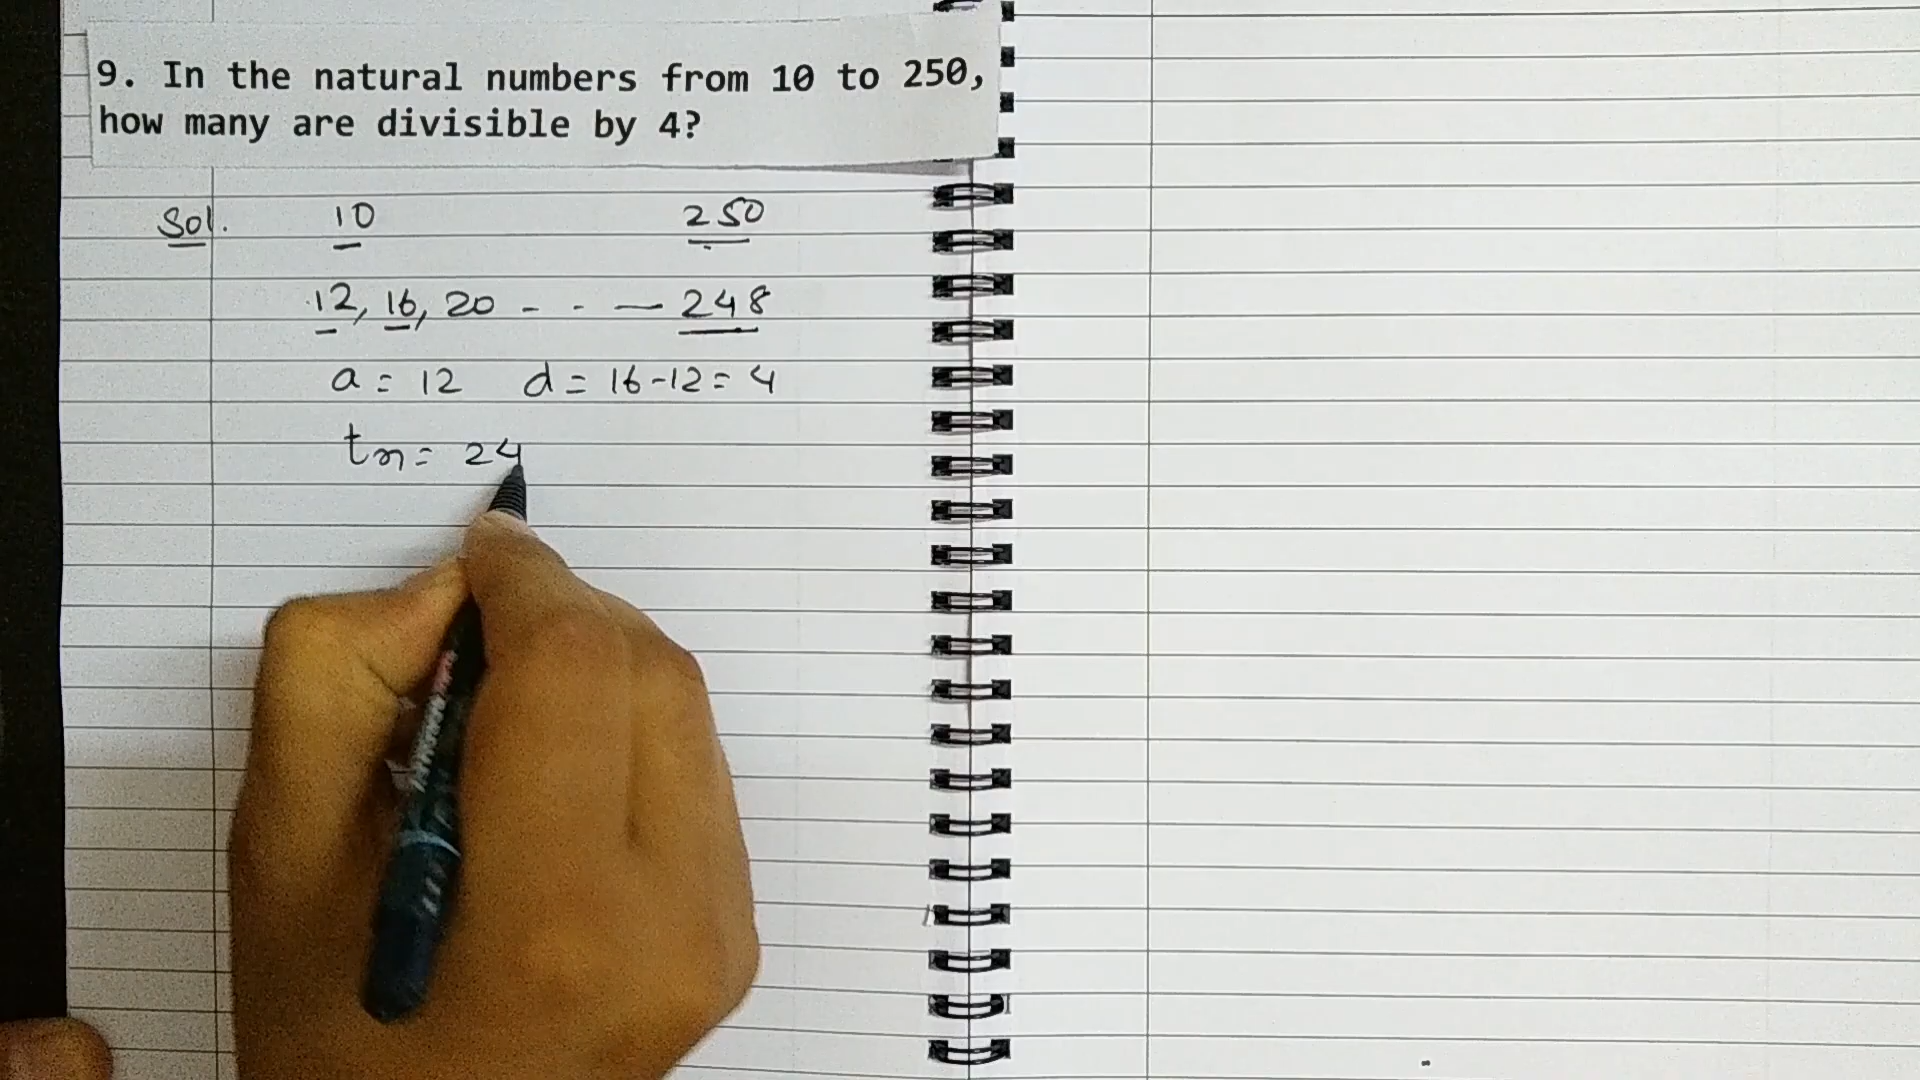 9. In the natural numbers from 10 to 250,
how many are divisible by 4?
Sol. 10 250
12, 16, 20 - - — 248
a = 12 d = 16-12 = 4
tn = 24